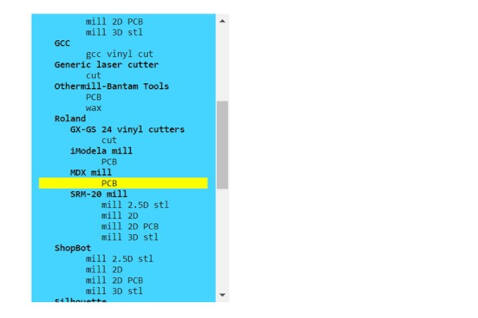 mill 2D PCB
mill 3D stl
GCC
gcc vinyl cut
Generic laser cutter
cut
Othermill-Bantam Tools
PCB
wax
Roland
GX-GS 24 vinyl cutters
cut
iModela mill
PCB
MDX mill
PCB
SRM-20 mill
mill 2.5D stl
mill 2D
mill 2D PCB
mill 3D stl
ShopBot
mill 2.5D stl
mill 2D
mill 2D PCB
mill 3D stl
Silhouette